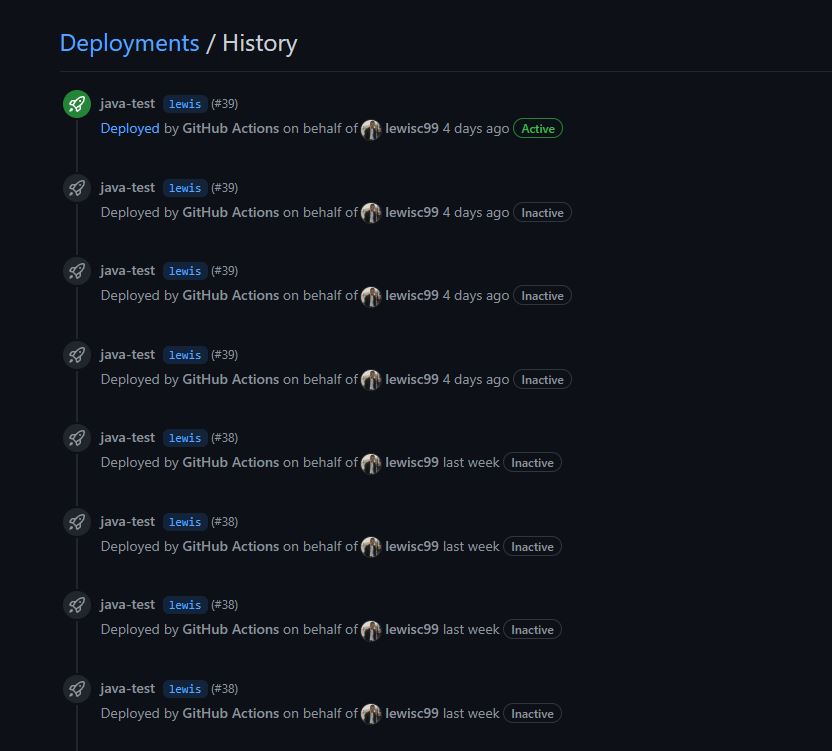 Deployments / History
java-test lewis (#39)
Deployed by GitHub Actions on behalf of lewisc99 4 days ago Active
java-test lewis (#39)
Deployed by GitHub Actions on behalf of lewisc99 4 days ago Inactive
java-test lewis (#39)
Deployed by GitHub Actions on behalf of lewisc99 4 days ago Inactive
java-test lewis (#39)
Deployed by GitHub Actions on behalf of lewisc99 4 days ago Inactive
java-test lewis (#38)
Deployed by GitHub Actions on behalf of lewisc99 last week Inactive
java-test lewis (#38)
Deployed by GitHub Actions on behalf of lewisc99 last week Inactive
java-test lewis (#38)
Deployed by GitHub Actions on behalf of lewisc99 last week Inactive
java-test lewis (#38)
Deployed by GitHub Actions on behalf of lewisc99 last week Inactive